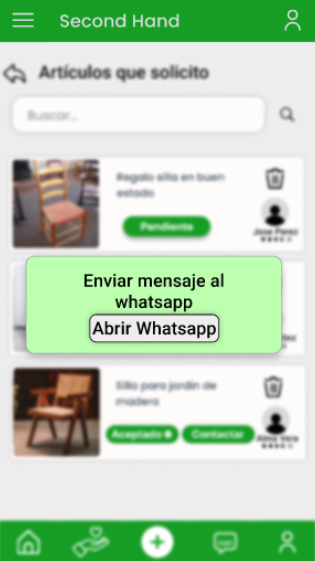 Second Hand
Artículos que solicito
Buscar...
Regalo silla en buen
estado
Pendiente
Jose Perez
Enviar mensaje al
whatsapp
Abrir Whatsapp
Silla para jardin de
madera
Aceptado
Contactar
Alma Vera